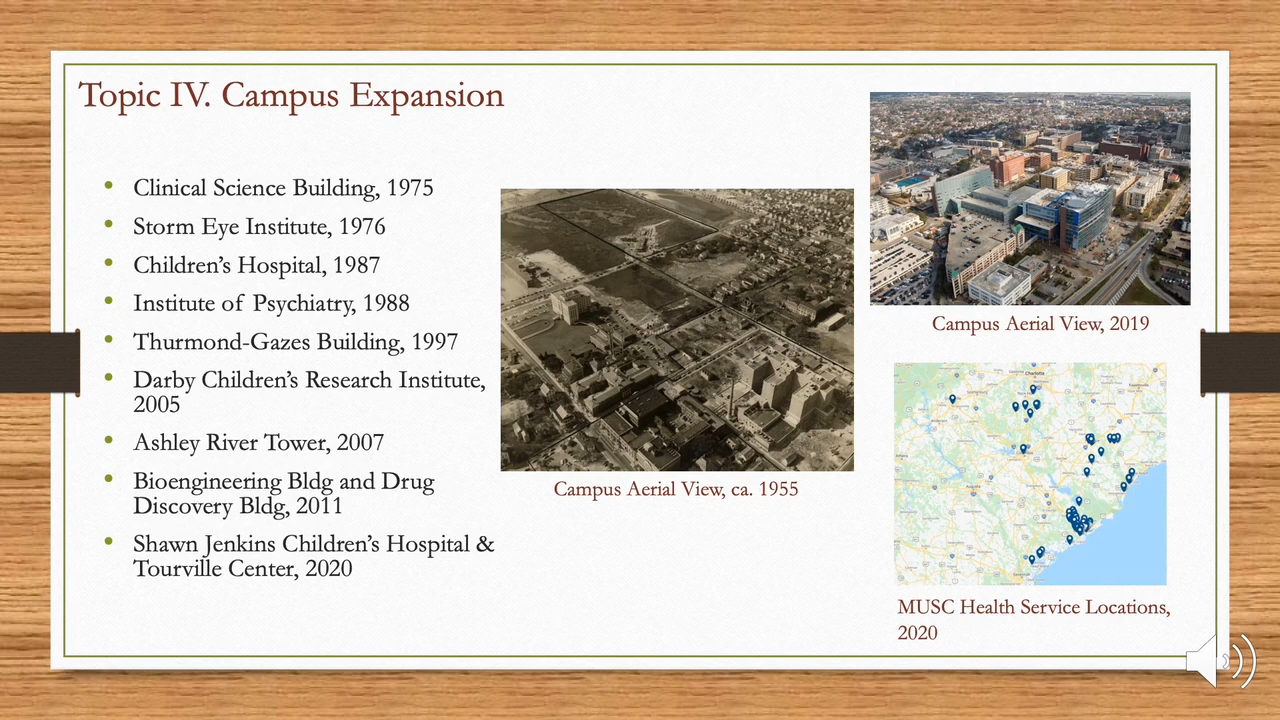 Topic IV. Campus Expansion
Clinical Science Building, 1975
Storm Eye Institute, 1976
Children's Hospital, 1987
Institute of Psychiatry, 1988
Thurmond-Gazes Building, 1997
Darby Children's Research Institute,
2005
Ashley River Tower, 2007
Bioengineering Bldg and Drug
Discovery Bldg, 2011
Shawn Jenkins Children's Hospital &
Tourville Center, 2020
Campus Aerial View, ca. 1955
Campus Aerial View, 2019
Charlotte
MUSC Health Service Locations,
2020